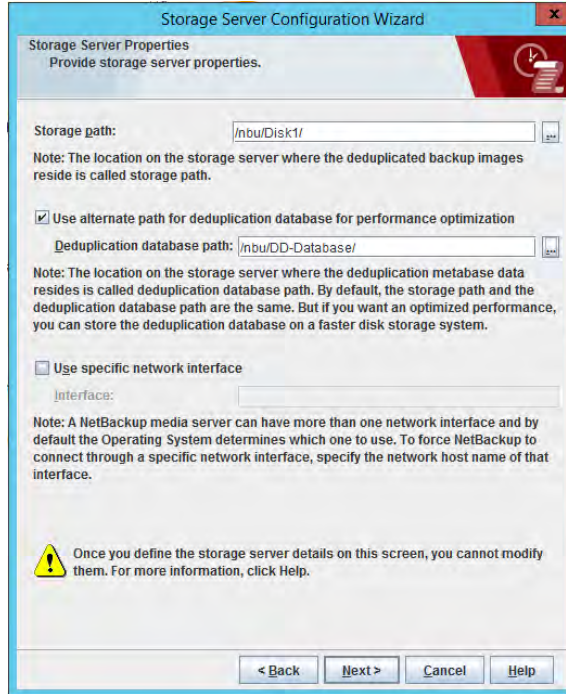 Storage Server Configuration Wizard
x
Storage Server Properties
Provide storage server properties.
Storage path: /nbu/Disk1/ ...
Note: The location on the storage server where the deduplicated backup images
reside is called storage path.
Use alternate path for deduplication database for performance optimization
Deduplication database path: /nbu/DD-Database/ ...
Note: The location on the storage server where the deduplication metabase data
resides is called deduplication database path. By default, the storage path and the
deduplication database path are the same. But if you want an optimized performance,
you can store the deduplication database on a faster disk storage system.
Use specific network interface
Interface:
Note: A NetBackup media server can have more than one network interface and by
default the Operating System determines which one to use. To force NetBackup to
connect through a specific network interface, specify the network host name of that
interface.
Once you define the storage server details on this screen, you cannot modify
them. For more information, click Help.
< Back Next > Cancel Help